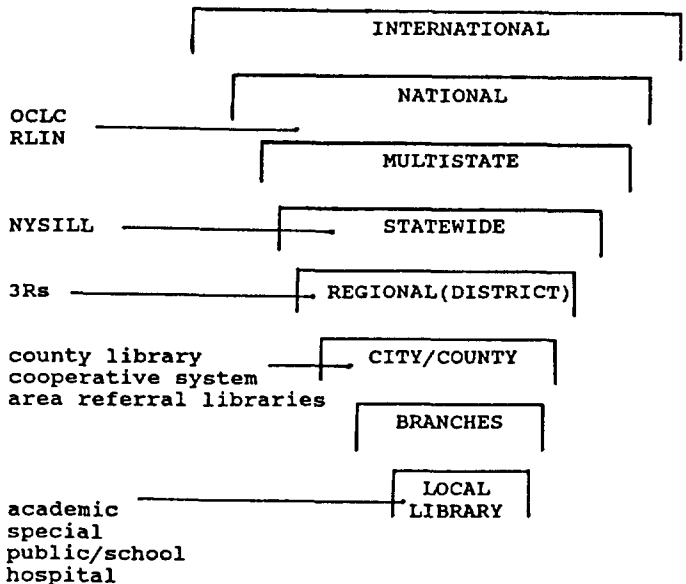 INTERNATIONAL
NATIONAL
OCLC
RLIN
MULTISTATE
NYSILL
STATEWIDE
3Rs
REGIONAL(DISTRICT)
county library
cooperative system
area referral libraries
CITY/COUNTY
BRANCHES
LOCAL
LIBRARY
academic
special
public/school
hospital